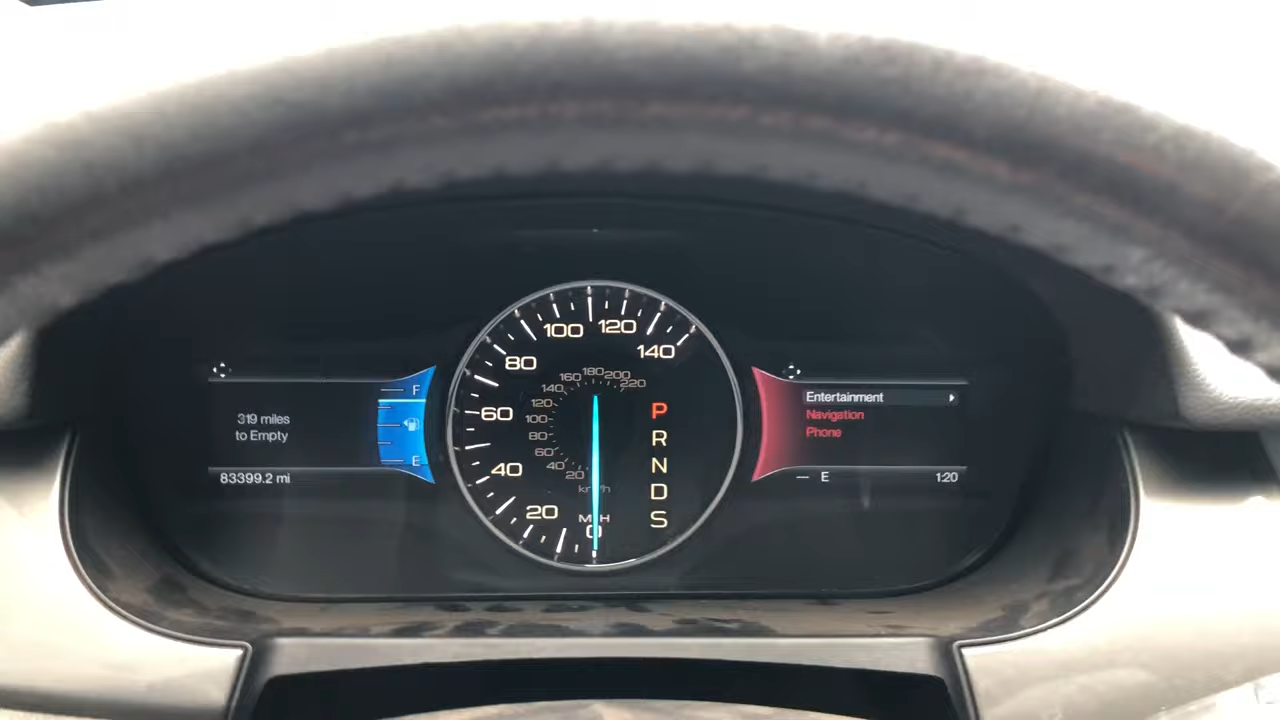 319 miles
to Empty
83399.2 mi
F
E
0
20
40
60
80
100
120
140
MPH
20
40
60
80
100
120
140
160
180
200
220
km/h
P
R
N
D
S
Entertainment
Navigation
Phone
--- E
1:20